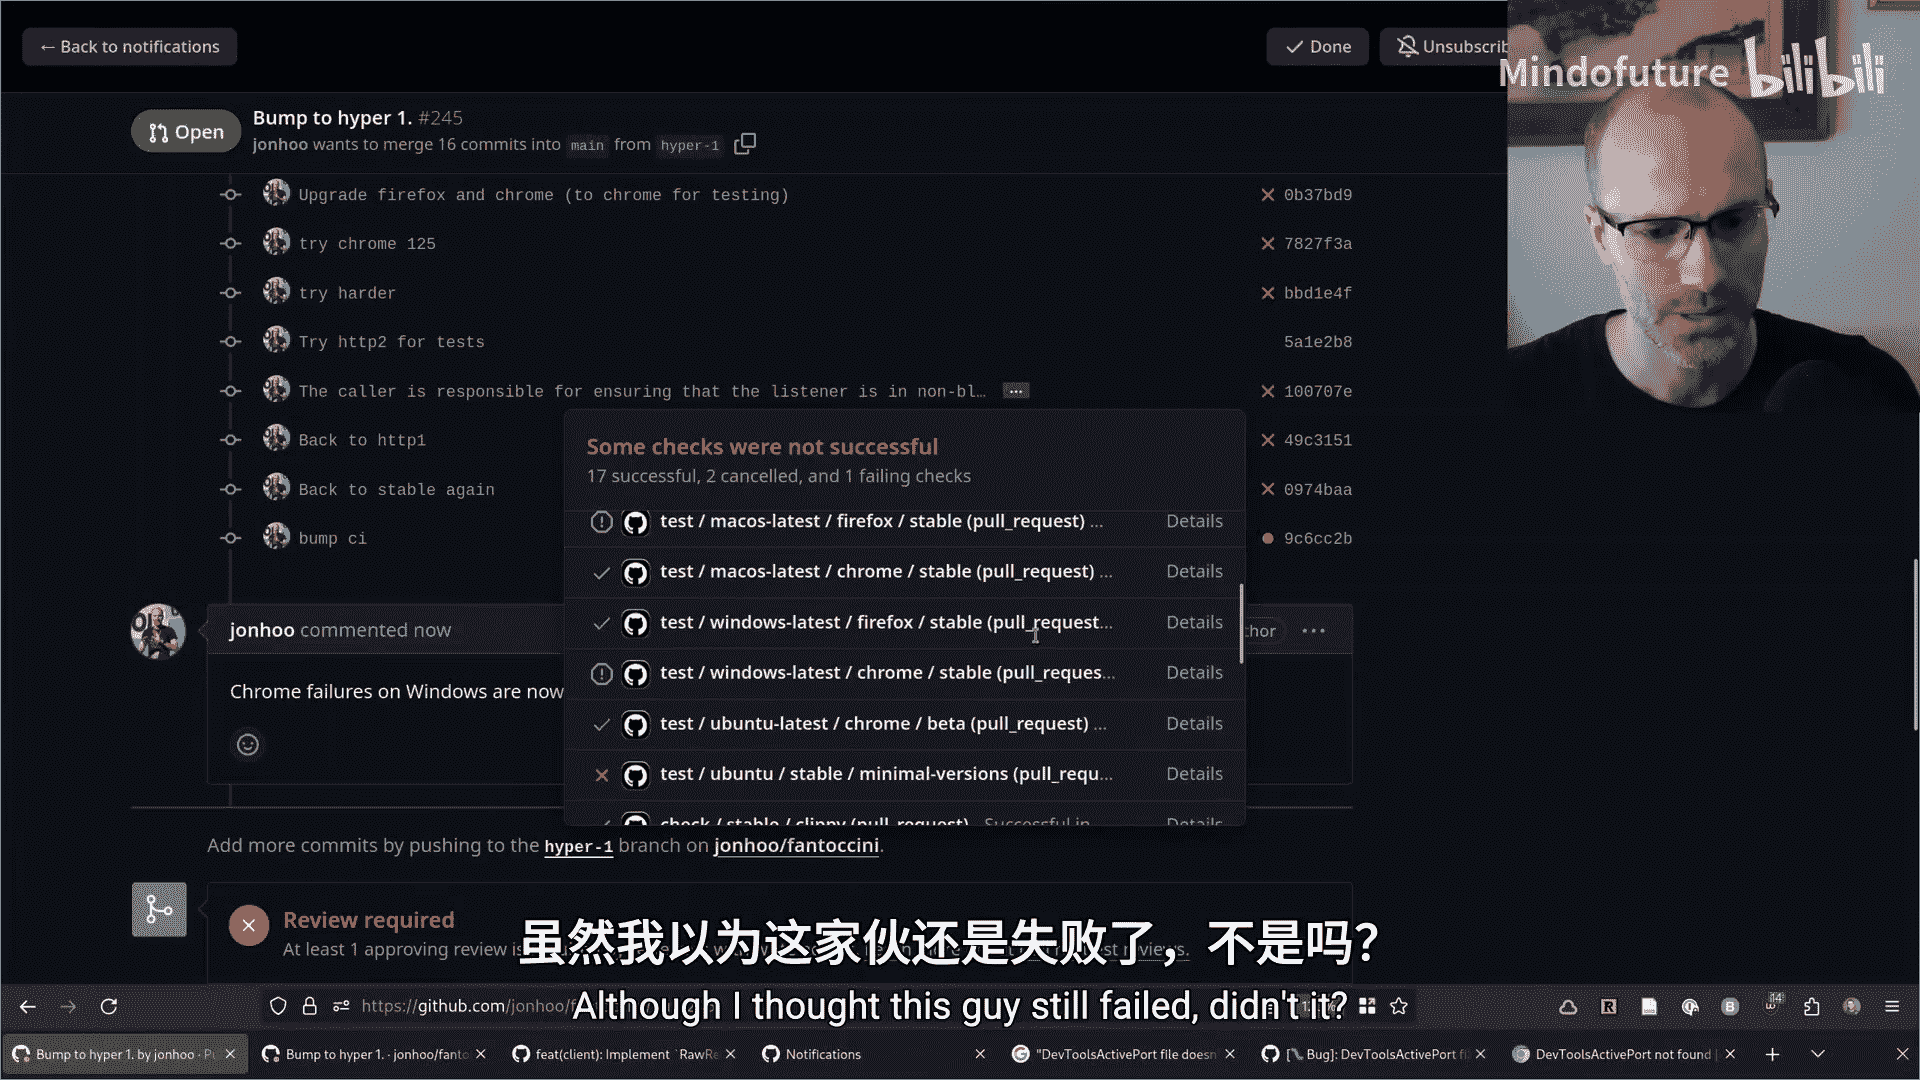 ← Back to notifications
Done
Unsubscrib
Mindofuture bilibili
Open
Bump to hyper 1. #245
jonhoo wants to merge 16 commits into main from hyper-1
Upgrade firefox and chrome (to chrome for testing)
0b37bd9
try chrome 125
7827f3a
try harder
bbd1e4f
Try http2 for tests
5a1e2b8
The caller is responsible for ensuring that the listener is in non-bl… …
100707e
Back to http1
49c3151
Back to stable again
0974baa
bump ci
9c6cc2b
Some checks were not successful
17 successful, 2 cancelled, and 1 failing checks
test / macos-latest / firefox / stable (pull_request) ...
Details
test / macos-latest / chrome / stable (pull_request) ...
Details
test / windows-latest / firefox / stable (pull_request...
Details
test / windows-latest / chrome / stable (pull_reques...
Details
test / ubuntu-latest / chrome / beta (pull_request) ...
Details
test / ubuntu / stable / minimal-versions (pull_requ...
Details
check / stable / clippy (pull_request) Successful in
Details
jonhoo commented now
thor
Chrome failures on Windows are now
Add more commits by pushing to the hyper-1 branch on jonhoo/fantoccini.
Review required
At least 1 approving review is
reviews.
虽然我以为这家伙还是失败了，不是吗？
Although I thought this guy still failed, didn't it?
https://github.com/jonhoo/f
14
Bump to hyper 1. by jonhoo · Pu
Bump to hyper 1. · jonhoo/fanto
feat(client): Implement `RawRe
Notifications
"DevToolsActivePort file doesn
[🐛 Bug]: DevToolsActivePort fi
DevToolsActivePort not found |